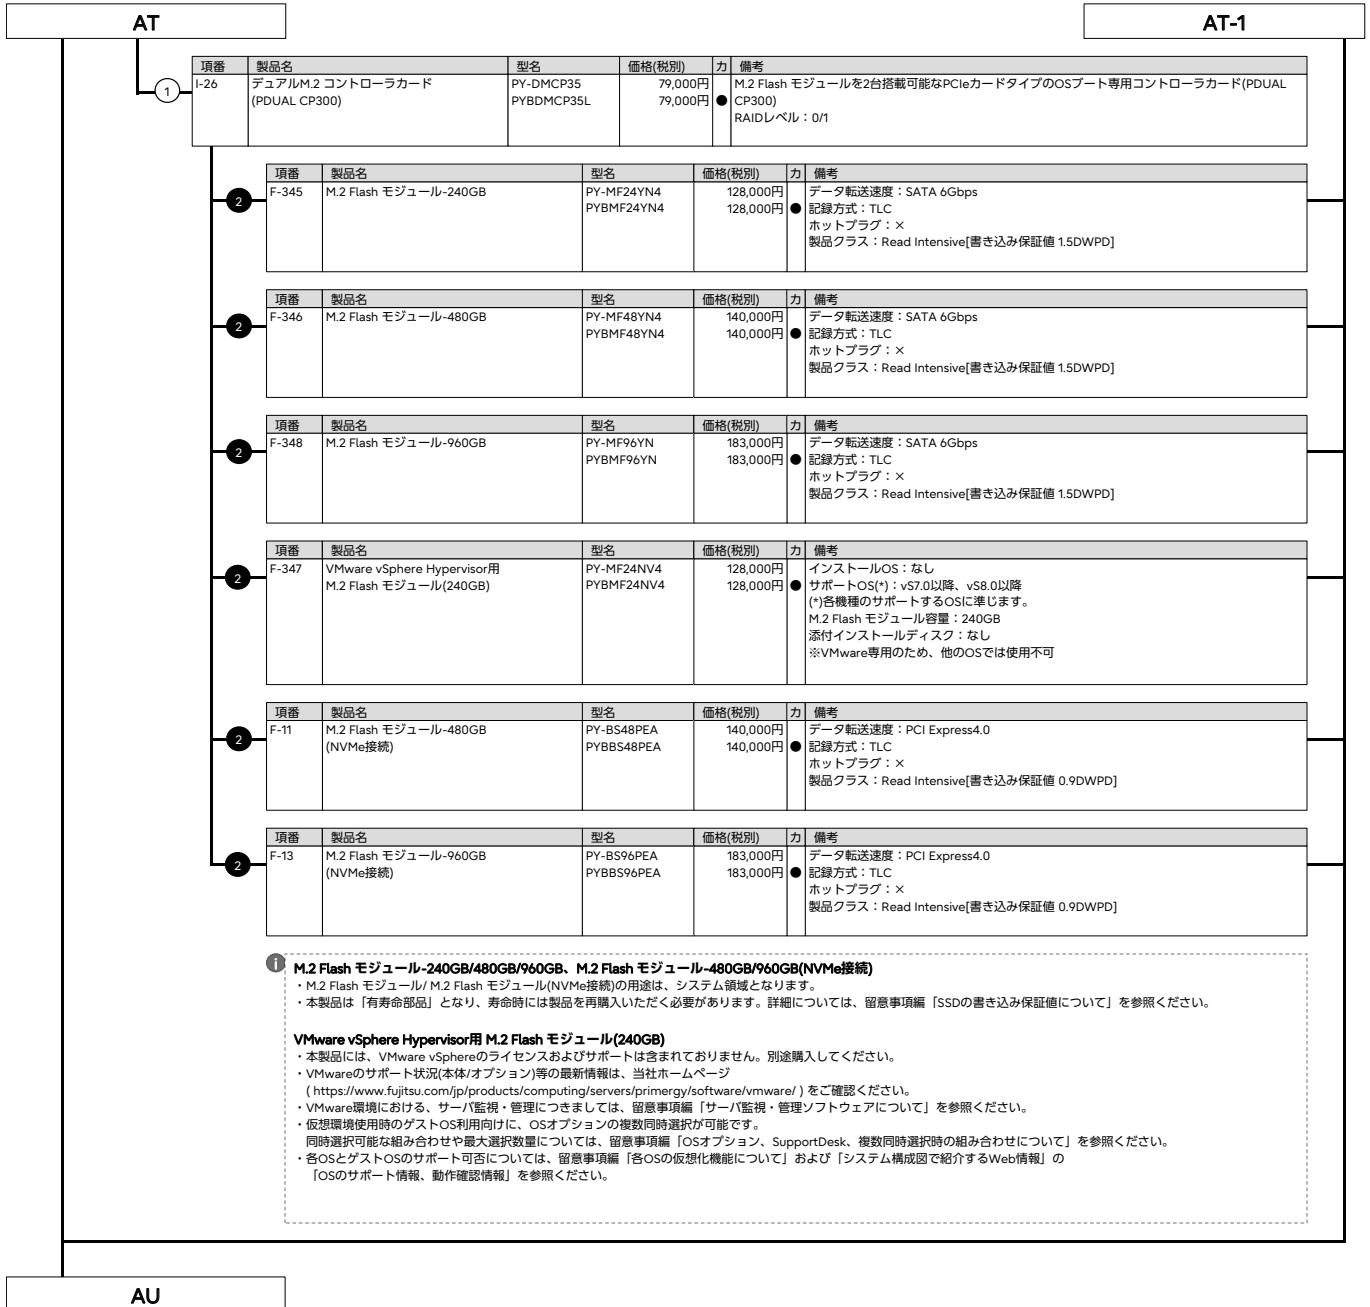 AT
AT-1
項番 製品名 型名 価格(税別) カ 備考
1
I-26 デュアルM.2 コントローラカード PY-DMCP35 79,000円 M.2 Flash モジュールを2台搭載可能なPCIeカードタイプのOSブート専用コントローラカード(PDUAL
(PDUAL CP300) PYBDMCP35L 79,000円 ● CP300)
RAIDレベル：0/1
項番 製品名 型名 価格(税別) カ 備考
2
F-345 M.2 Flash モジュール-240GB PY-MF24YN4 128,000円 データ転送速度：SATA 6Gbps
PYBMF24YN4 128,000円 ● 記録方式：TLC
ホットプラグ：×
製品クラス：Read Intensive[書き込み保証値 1.5DWPD]
項番 製品名 型名 価格(税別) カ 備考
2
F-346 M.2 Flash モジュール-480GB PY-MF48YN4 140,000円 データ転送速度：SATA 6Gbps
PYBMF48YN4 140,000円 ● 記録方式：TLC
ホットプラグ：×
製品クラス：Read Intensive[書き込み保証値 1.5DWPD]
項番 製品名 型名 価格(税別) カ 備考
2
F-348 M.2 Flash モジュール-960GB PY-MF96YN 183,000円 データ転送速度：SATA 6Gbps
PYBMF96YN 183,000円 ● 記録方式：TLC
ホットプラグ：×
製品クラス：Read Intensive[書き込み保証値 1.5DWPD]
項番 製品名 型名 価格(税別) カ 備考
2
F-347 VMware vSphere Hypervisor用 PY-MF24NV4 128,000円 インストールOS：なし
M.2 Flash モジュール(240GB) PYBMF24NV4 128,000円 ● サポートOS(*)：vS7.0以降、vS8.0以降
(*)各機種のサポートするOSに準じます。
M.2 Flash モジュール容量：240GB
添付インストールディスク：なし
※VMware専用のため、他のOSでは使用不可
項番 製品名 型名 価格(税別) カ 備考
2
F-11 M.2 Flash モジュール-480GB PY-BS48PEA 140,000円 データ転送速度：PCI Express4.0
(NVMe接続) PYBBS48PEA 140,000円 ● 記録方式：TLC
ホットプラグ：×
製品クラス：Read Intensive[書き込み保証値 0.9DWPD]
項番 製品名 型名 価格(税別) カ 備考
2
F-13 M.2 Flash モジュール-960GB PY-BS96PEA 183,000円 データ転送速度：PCI Express4.0
(NVMe接続) PYBBS96PEA 183,000円 ● 記録方式：TLC
ホットプラグ：×
製品クラス：Read Intensive[書き込み保証値 0.9DWPD]
i
M.2 Flash モジュール-240GB/480GB/960GB、M.2 Flash モジュール-480GB/960GB(NVMe接続)
・M.2 Flash モジュール/ M.2 Flash モジュール(NVMe接続)の用途は、システム領域となります。
・本製品は「有寿命部品」となり、寿命時には製品を再購入いただく必要があります。詳細については、留意事項編「SSDの書き込み保証値について」を参照ください。
VMware vSphere Hypervisor用 M.2 Flash モジュール(240GB)
・本製品には、VMware vSphereのライセンスおよびサポートは含まれておりません。別途購入してください。
・VMwareのサポート状況(本体/オプション)等の最新情報は、当社ホームページ
( https://www.fujitsu.com/jp/products/computing/servers/primergy/software/vmware/ ) をご確認ください。
・VMware環境における、サーバ監視・管理につきましては、留意事項編「サーバ監視・管理ソフトウェアについて」を参照ください。
・仮想環境使用時のゲストOS利用向けに、OSオプションの複数同時選択が可能です。
同時選択可能な組み合わせや最大選択数量については、留意事項編「OSオプション、SupportDesk、複数同時選択時の組み合わせについて」を参照ください。
・各OSとゲストOSのサポート可否については、留意事項編「各OSの仮想化機能について」および「システム構成図で紹介するWeb情報」の
「OSのサポート情報、動作確認情報」を参照ください。
AU